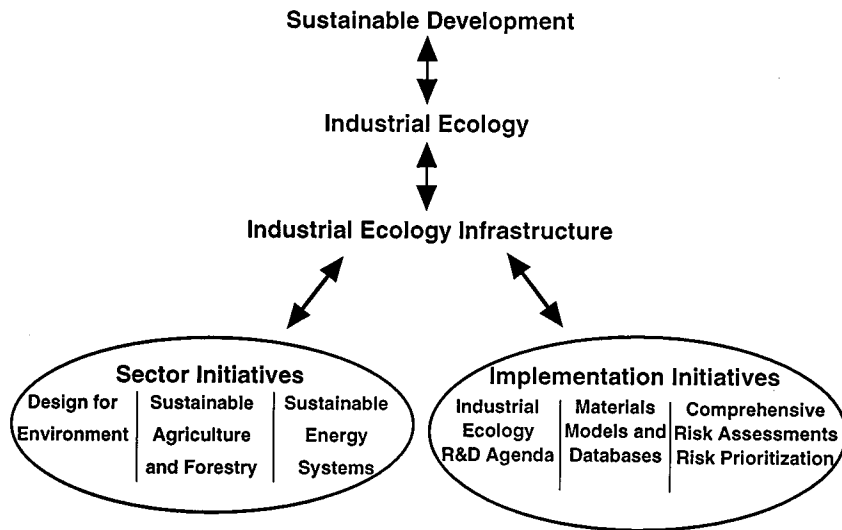 Sustainable Development
Industrial Ecology
Industrial Ecology Infrastructure
Sector Initiatives
Design for
Environment
Sustainable
Agriculture
and Forestry
Sustainable
Energy
Systems
Implementation Initiatives
Industrial
Ecology
R&D Agenda
Materials
Models and
Databases
Comprehensive
Risk Assessments
Risk Prioritization